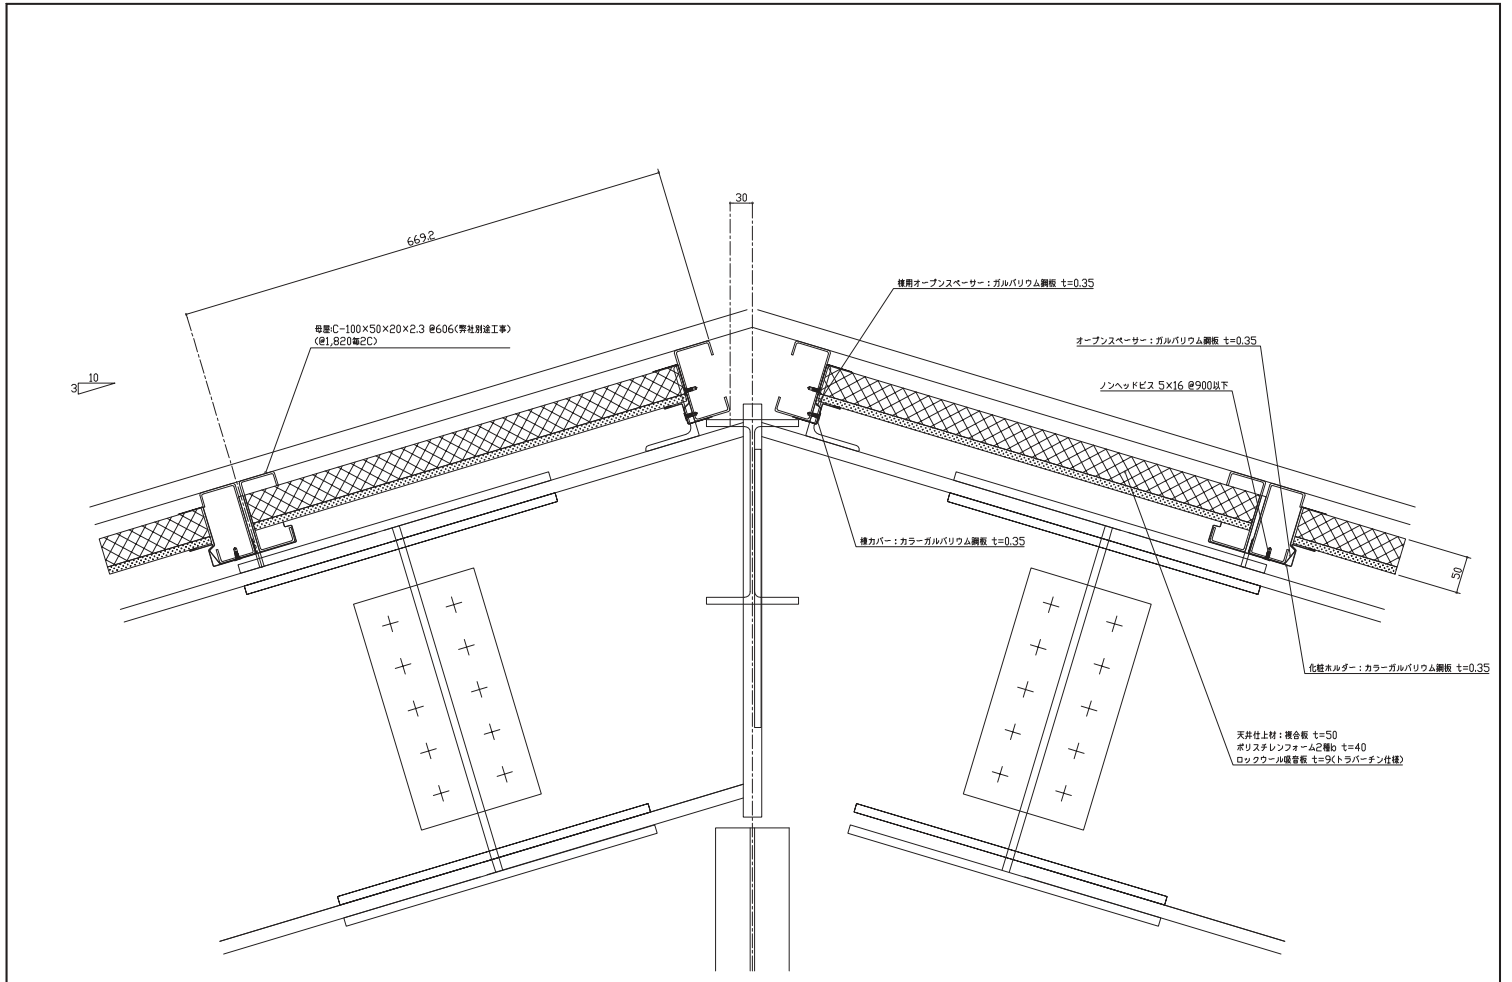 30
669.2
棟用オープンスペーサー：ガルバリウム鋼板 t=0.35
母屋:C-100×50×20×2.3 @606(弊社別途工事)
(@1,820毎2C)
オープンスペーサー：ガルバリウム鋼板 t=0.35
10
3
ノンヘッドビス 5×16 @900以下
棟カバー：カラーガルバリウム鋼板 t=0.35
50
化粧ホルダー：カラーガルバリウム鋼板 t=0.35
天井仕上材：複合板 t=50
ポリスチレンフォーム2種b t=40
ロックウール吸音板 t=9(トラバーチン仕様)